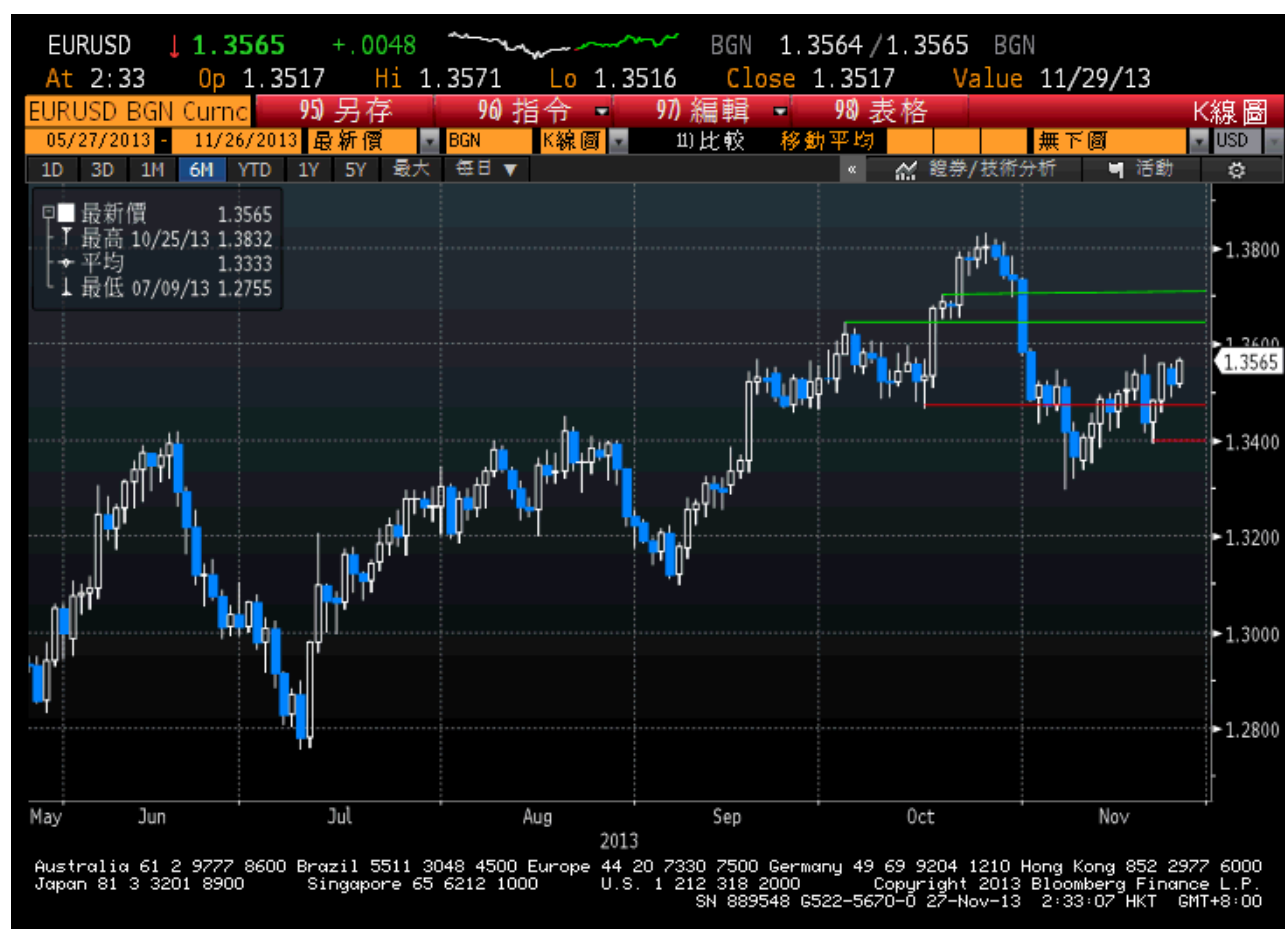 EURUSD ↓ 1.3565 +.0048 BGN 1.3564/1.3565 BGN
At 2:33 Op 1.3517 Hi 1.3571 Lo 1.3516 Close 1.3517 Value 11/29/13
EURUSD BGN Curnc 95) 另存 96) 指令 97) 編輯 98) 表格 K線圖
05/27/2013 - 11/26/2013 最新價 BGN K線圖 11) 比較 移動平均 無下圖 USD
1D 3D 1M 6M YTD 1Y 5Y 最大 每日 ▼ « 證券/技術分析 活動
最新價 1.3565
最高 10/25/13 1.3832
平均 1.3333
最低 07/09/13 1.2755
1.3800
1.3600
1.3565
1.3400
1.3200
1.3000
1.2800
May Jun Jul Aug Sep Oct Nov
2013
Australia 61 2 9777 8600 Brazil 5511 3048 4500 Europe 44 20 7330 7500 Germany 49 69 9204 1210 Hong Kong 852 2977 6000
Japan 81 3 3201 8900 Singapore 65 6212 1000 U.S. 1 212 318 2000 Copyright 2013 Bloomberg Finance L.P.
SN 889548 G522-5670-0 27-Nov-13 2:33:07 HKT GMT+8:00